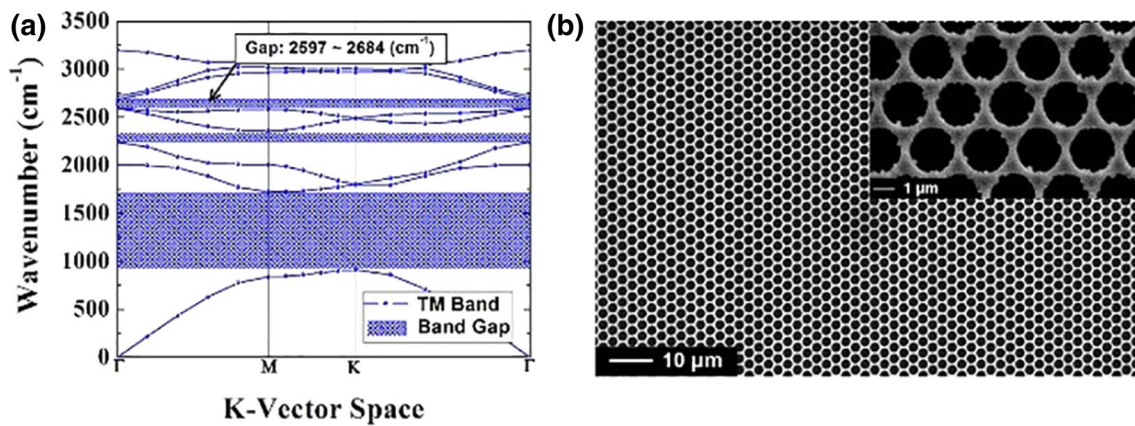 (a)
3500
3000
2500
2000
1500
1000
500
0
Wavenumber (cm⁻¹)
Gap: 2597 ~ 2684 (cm⁻¹)
TM Band
Band Gap
Γ M K Γ
K-Vector Space
(b)
1 µm
10 µm